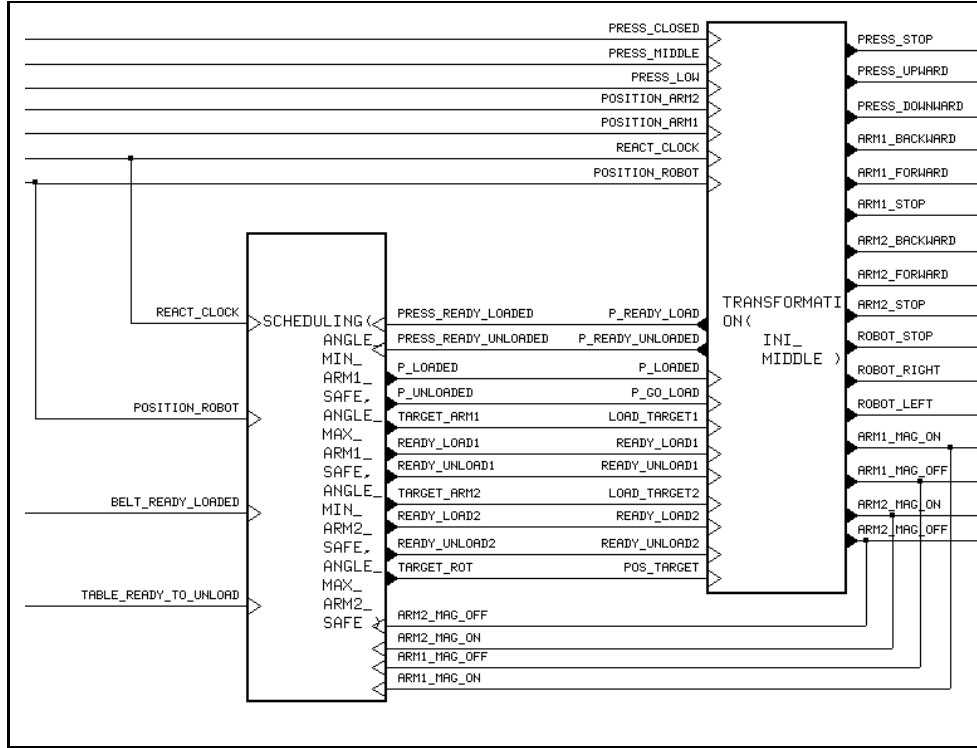 PRESS_CLOSED
PRESS_MIDDLE
PRESS_LOW
POSITION_ARM2
POSITION_ARM1
REACT_CLOCK
POSITION_ROBOT
PRESS_STOP
PRESS_UPWARD
PRESS_DOWNWARD
ARM1_BACKWARD
ARM1_FORWARD
ARM1_STOP
ARM2_BACKWARD
ARM2_FORWARD
ARM2_STOP
ROBOT_STOP
ROBOT_RIGHT
ROBOT_LEFT
ARM1_MAG_ON
ARM1_MAG_OFF
ARM2_MAG_ON
ARM2_MAG_OFF
TRANSFORMATI
ON(
INI_
MIDDLE )
REACT_CLOCK
POSITION_ROBOT
BELT_READY_LOADED
TABLE_READY_TO_UNLOAD
SCHEDULING(
ANGLE_
MIN_
ARM1_
SAFE,
ANGLE_
MAX_
ARM1_
SAFE,
ANGLE_
MIN_
ARM2_
SAFE,
ANGLE_
MAX_
ARM2_
SAFE )
PRESS_READY_LOADED P_READY_LOAD
PRESS_READY_UNLOADED P_READY_UNLOADED
P_LOADED P_LOADED
P_UNLOADED P_GO_LOAD
TARGET_ARM1 LOAD_TARGET1
READY_LOAD1 READY_LOAD1
READY_UNLOAD1 READY_UNLOAD1
TARGET_ARM2 LOAD_TARGET2
READY_LOAD2 READY_LOAD2
READY_UNLOAD2 READY_UNLOAD2
TARGET_ROT POS_TARGET
ARM2_MAG_OFF
ARM2_MAG_ON
ARM1_MAG_OFF
ARM1_MAG_ON